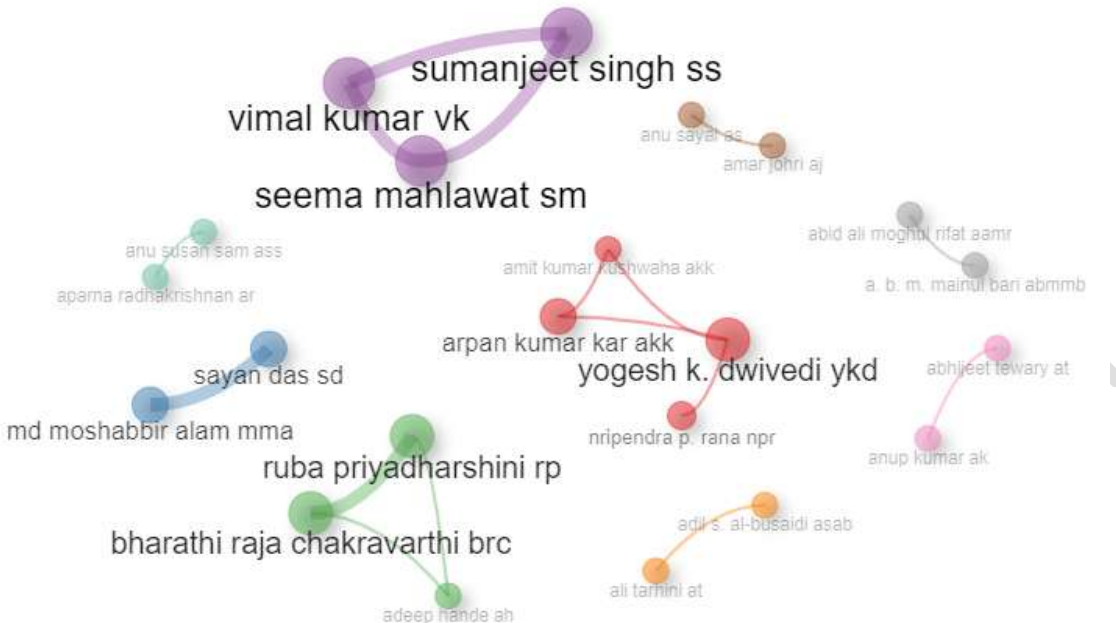 sumanjeet singh ss
vimal kumar vk
anu sayal as
amar johri aj
seema mahlawat sm
abid ali moghul rifat aamr
anu susan sam ass
amit kumar kushwaha akk
a. b. m. mainul bari abmmb
aparna radhakrishnan ar
arpan kumar kar akk
yogesh k. dwivedi ykd
abhijeet tewary at
sayan das sd
md moshabbir alam mma
nripendra p. rana npr
anup kumar ak
ruba priyadharshini rp
adil s. al-busaidi asab
bharathi raja chakravarthi brc
ali tarhini at
adeep hande ah